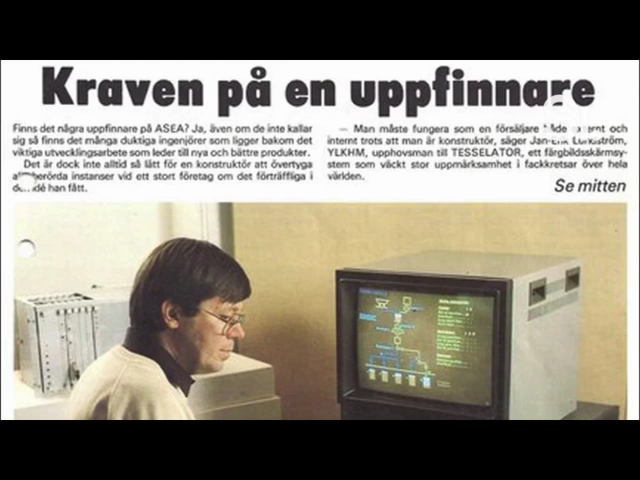 Kraven på en uppfinnare
Finns det några uppfinnare på ASEA? Ja, även om de inte kallar
sig så finns det många duktiga ingenjörer som ligger bakom det
viktiga utvecklingsarbete som leder till nya och bättre produkter.
Det är dock inte alltid så lätt för en konstruktör att övertyga
berörda instanser vid ett stort företag om det förträffliga i
han fått.
— Man måste fungera som en försäljare och
internt trots att man är konstruktör, säger
YLKHM, upphovsman till TESSELATOR, ett färgbildsskärmsy-
stem som väckt stor uppmärksamhet i fackkretsar över hela
världen.
Se mitten